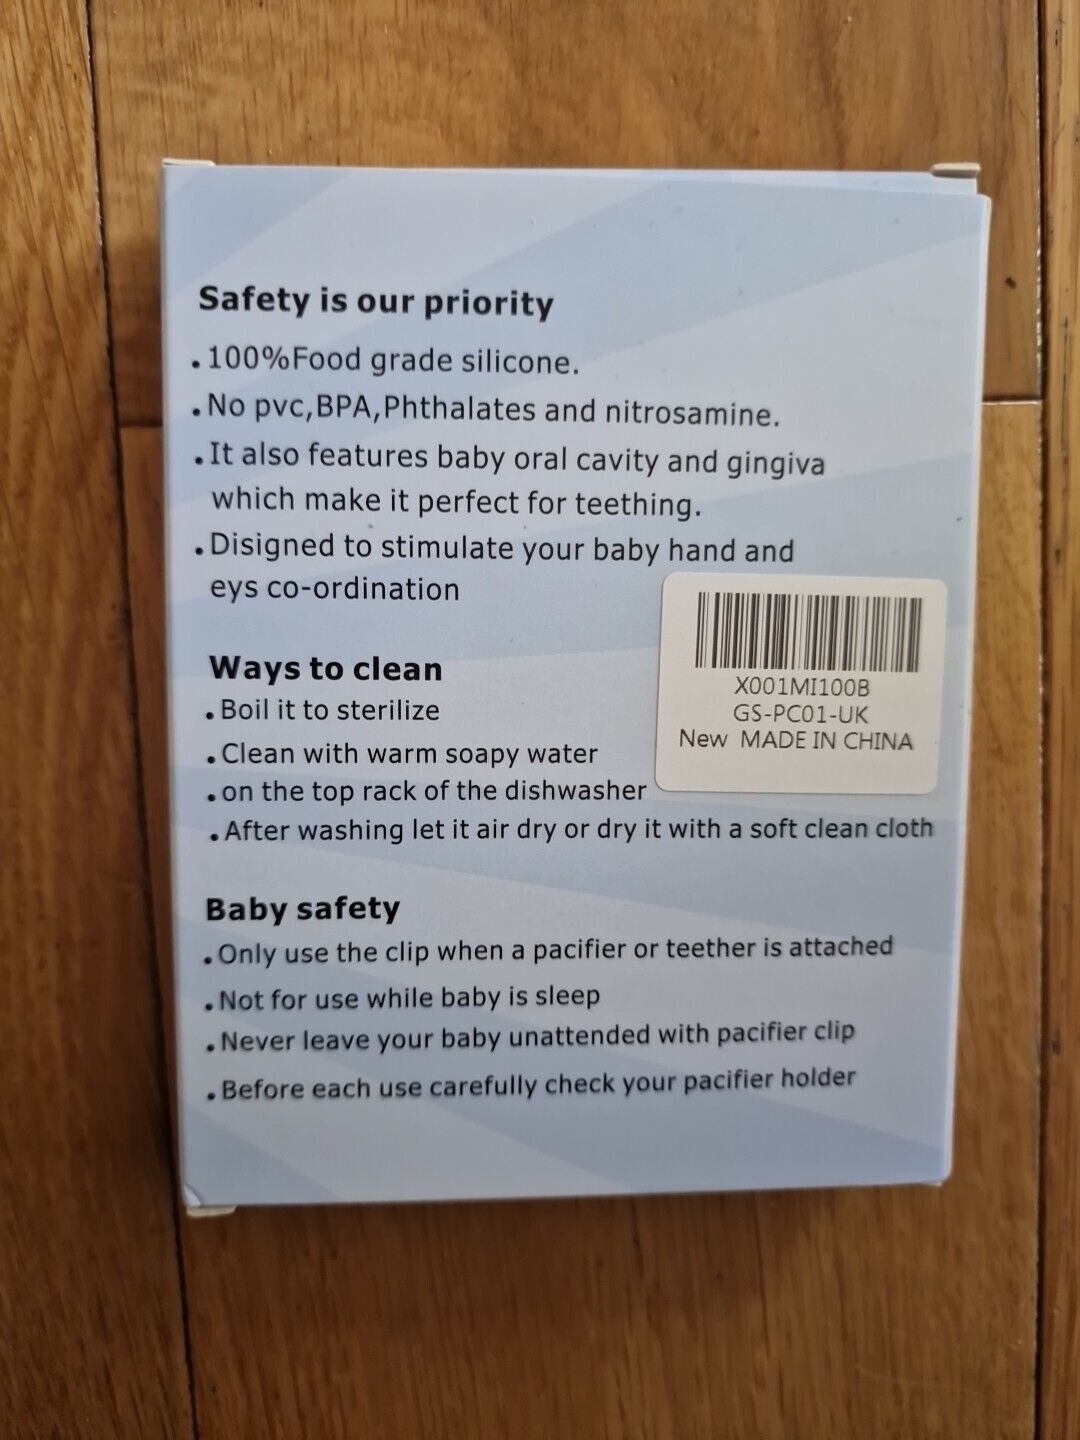 Safety is our priority
.100%Food grade silicone.
.No pvc,BPA,Phthalates and nitrosamine.
.It also features baby oral cavity and gingiva
which make it perfect for teething.
.Disigned to stimulate your baby hand and
eys co-ordination
X001MI100B
GS-PC01-UK
New MADE IN CHINA
Ways to clean
.Boil it to sterilize
.Clean with warm soapy water
.on the top rack of the dishwasher
.After washing let it air dry or dry it with a soft clean cloth
Baby safety
.Only use the clip when a pacifier or teether is attached
.Not for use while baby is sleep
.Never leave your baby unattended with pacifier clip
.Before each use carefully check your pacifier holder